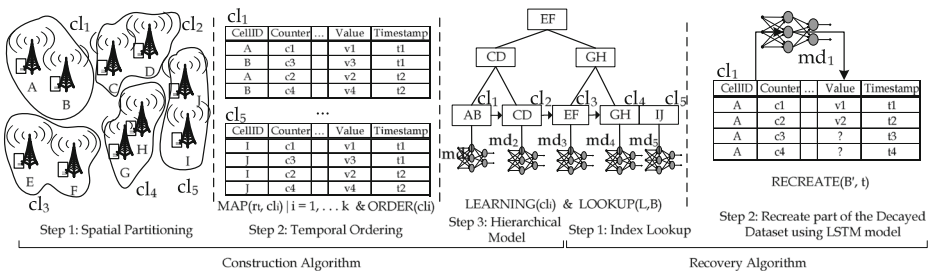 cl1
cl2
A
B
C
D
J
E
F
G
H
I
cl3
cl4
cl5
Step 1: Spatial Partitioning
cl1
CellID Counter ... Value Timestamp
A c1 v1 t1
B c3 v3 t1
A c2 v2 t2
B c4 v4 t2
...
cl5
CellID Counter ... Value Timestamp
I c1 v1 t1
J c3 v3 t1
I c2 v2 t2
J c4 v4 t2
MAP(rt, cli) | i = 1, . . . k & ORDER(cli)
Step 2: Temporal Ordering
EF
CD GH
cl1 cl2 cl3 cl4 cl5
AB CD EF GH IJ
md1 md2 md3 md4 md5
LEARNING(cli) & LOOKUP(L,B)
Step 3: Hierarchical
Model
Step 1: Index Lookup
md1
cl1
CellID Counter ... Value Timestamp
A c1 v1 t1
A c2 v2 t2
A c3 ? t3
A c4 ? t4
RECREATE(B', t)
Step 2: Recreate part of the Decayed
Dataset using LSTM model
Construction Algorithm
Recovery Algorithm